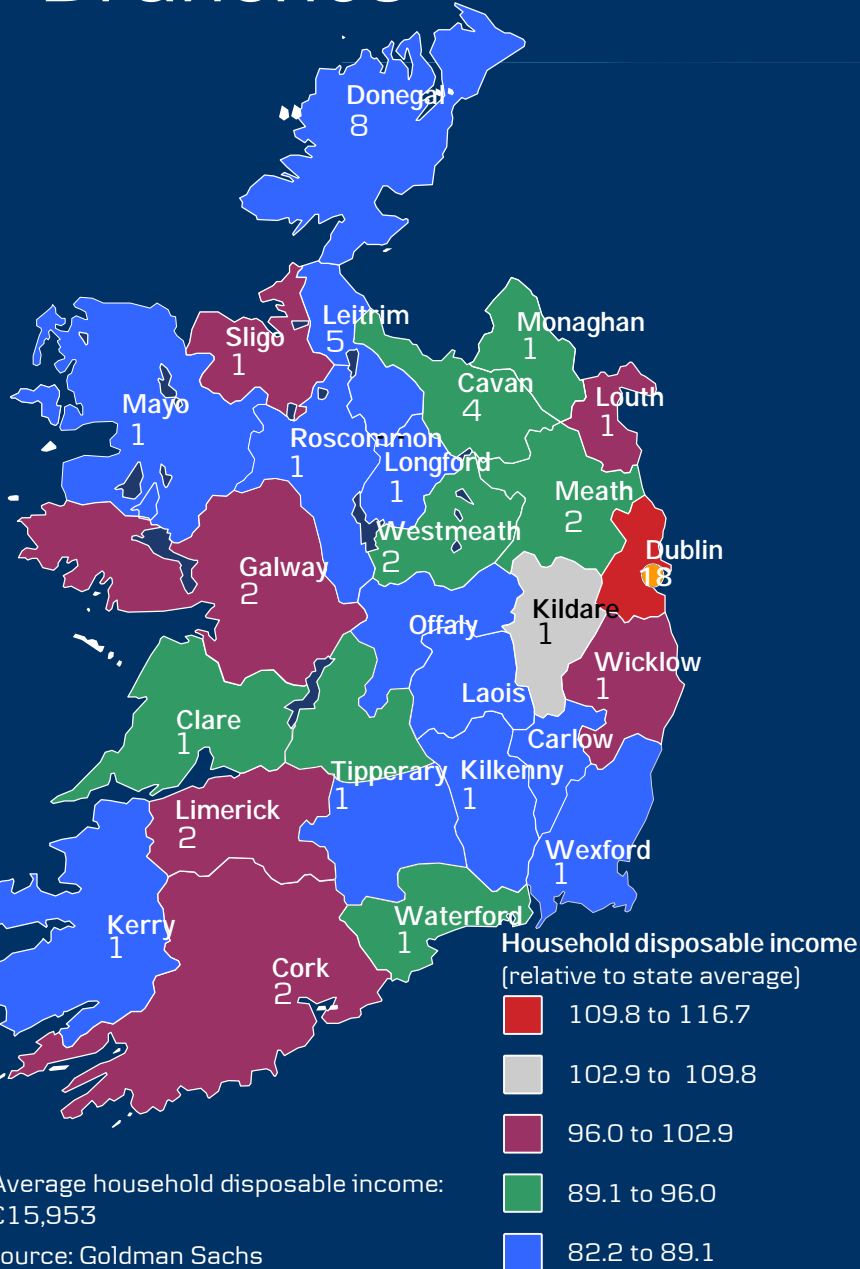 Branches
Donegal
8
Leitrim
5
Sligo
1
Monaghan
1
Cavan
4
Louth
1
Mayo
1
Roscommon
1
Longford
1
Meath
2
Westmeath
2
Dublin
18
Galway
2
Kildare
1
Offaly
Wicklow
1
Laois
Clare
1
Carlow
Tipperary
1
Kilkenny
1
Limerick
2
Wexford
1
Waterford
1
Kerry
1
Cork
2
Household disposable income
(relative to state average)
109.8 to 116.7
102.9 to 109.8
96.0 to 102.9
89.1 to 96.0
82.2 to 89.1
Average household disposable income:
£15,953
ource: Goldman Sachs